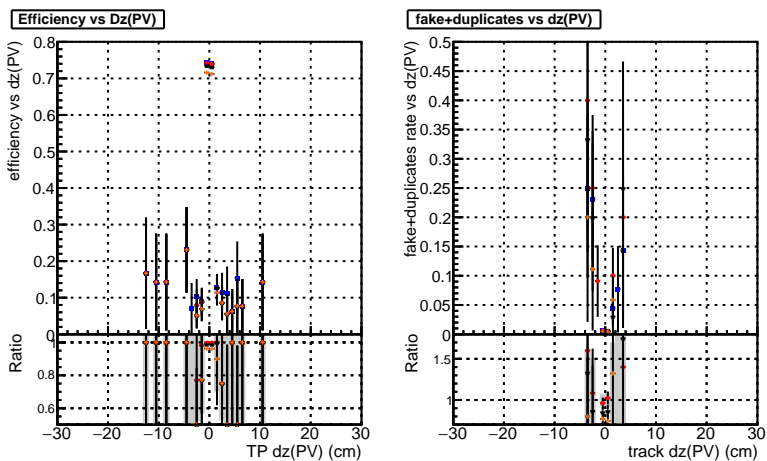 Efficiency vs Dz(PV)
efficiency vs dz(PV)
0.8
0.7
0.6
0.5
0.4
0.3
0.2
0.1
0
Ratio
1
0.8
0.6
−30 −20 −10 0 10 20 30
TP dz(PV) (cm)
fake+duplicates vs dz(PV)
fake+duplicates rate vs dz(PV)
0.5
0.45
0.4
0.35
0.3
0.25
0.2
0.15
0.1
0.05
0
Ratio
1.5
1
−30 −20 −10 0 10 20 30
track dz(PV) (cm)